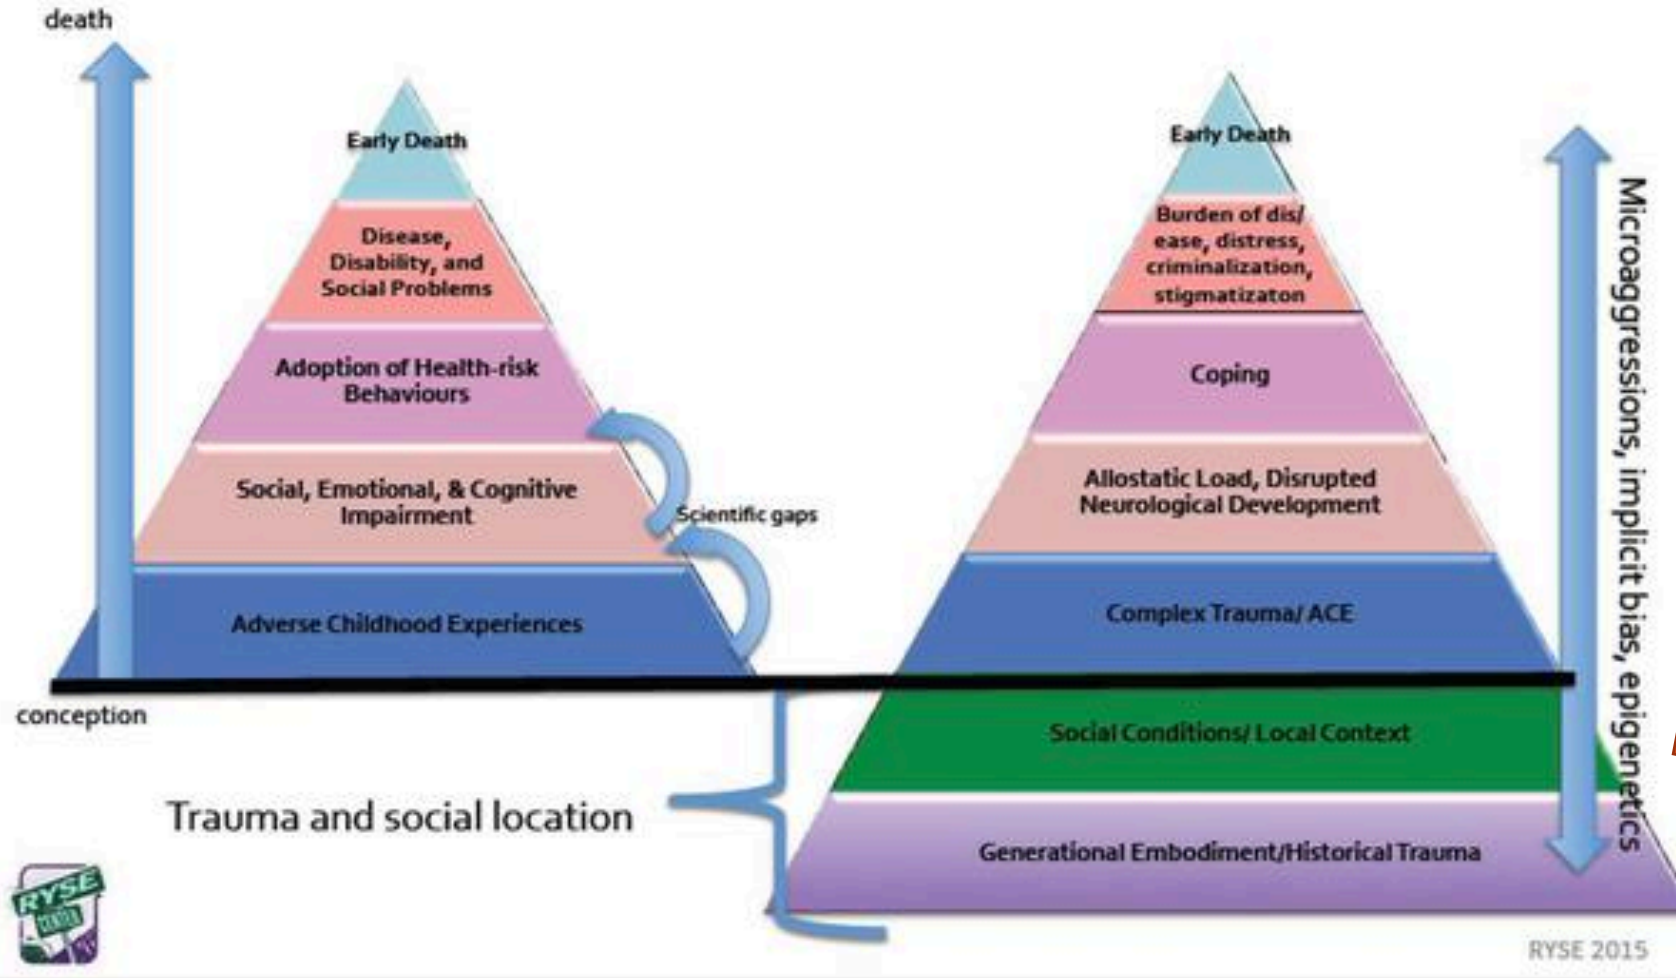 death
Early Death
Disease,
Disability, and
Social Problems
Adoption of Health-risk
Behaviours
Social, Emotional, & Cognitive
Impairment
Scientific gaps
Adverse Childhood Experiences
conception
Early Death
Burden of dis/
ease, distress,
criminalization,
stigmatizaton
Coping
Allostatic Load, Disrupted
Neurological Development
Complex Trauma/ ACE
Social Conditions/ Local Context
Generational Embodiment/Historical Trauma
Microaggressions, implicit bias, epigenetics
Trauma and social location
RYSE
CENTER
RYSE 2015